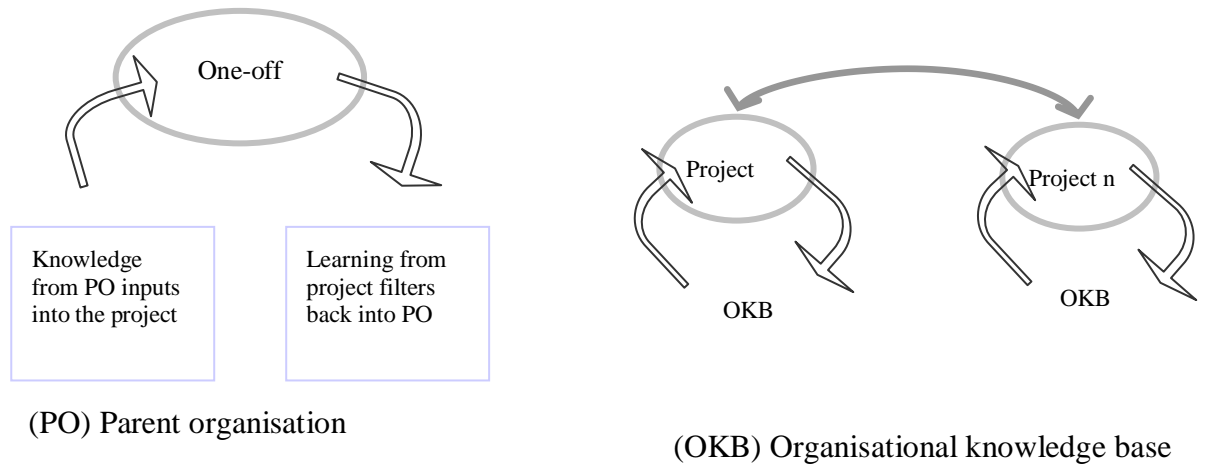 One-off
Knowledge
from PO inputs
into the project
Learning from
project filters
back into PO
(PO) Parent organisation
Project
Project n
OKB
OKB
(OKB) Organisational knowledge base